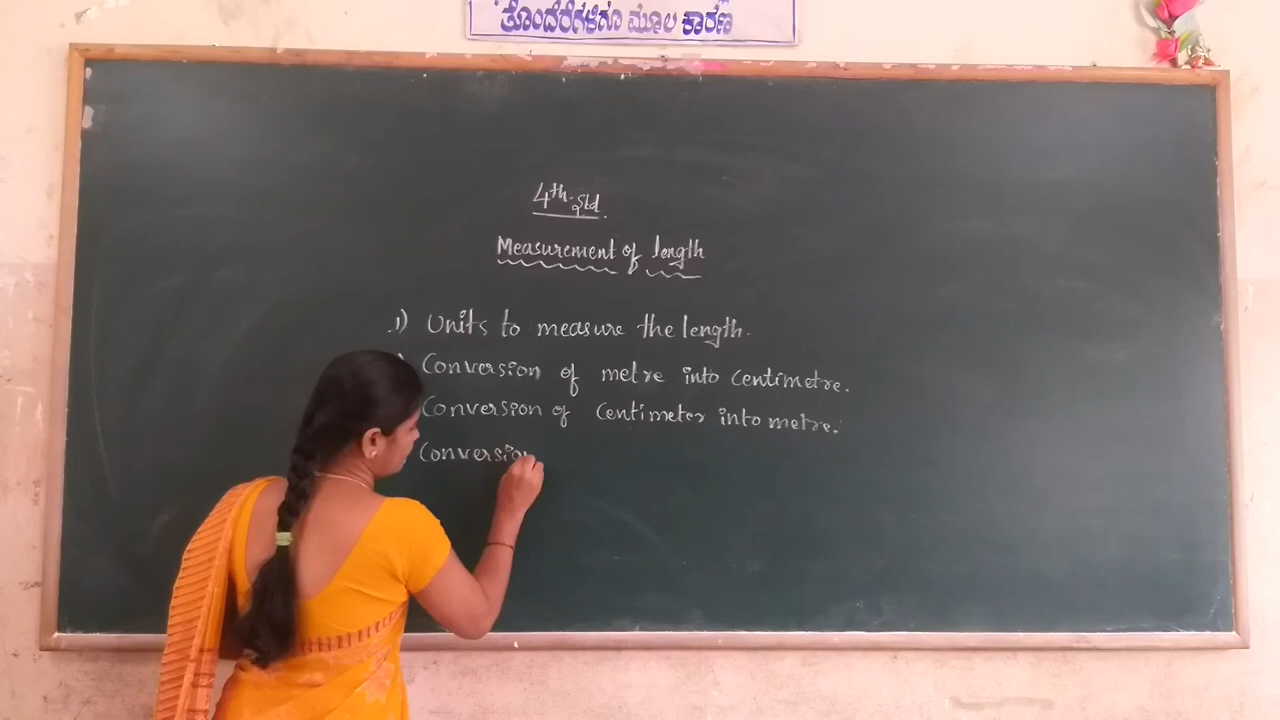 ತೊಂದರೆಗಳಿಗೂ ಮೂಲ ಕಾರಣ
4th std.
Measurement of length
1) Units to measure the length.
Conversion of metre into Centimetre.
Conversion of Centimeter into metre.
Conversion